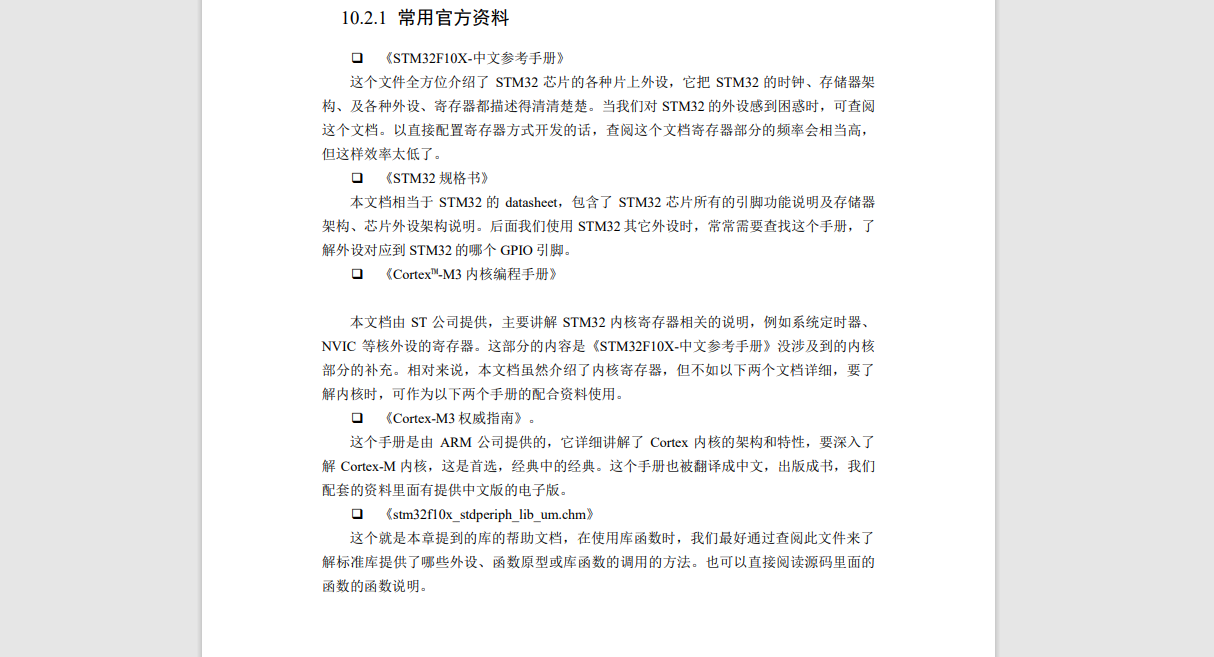 10.2.1 常用官方资料
❑ 《STM32F10X-中文参考手册》
这个文件全方位介绍了 STM32 芯片的各种片上外设，它把 STM32 的时钟、存储器架
构、及各种外设、寄存器都描述得清清楚楚。当我们对 STM32 的外设感到困惑时，可查阅
这个文档。以直接配置寄存器方式开发的话，查阅这个文档寄存器部分的频率会相当高，
但这样效率太低了。
❑ 《STM32 规格书》
本文档相当于 STM32 的 datasheet，包含了 STM32 芯片所有的引脚功能说明及存储器
架构、芯片外设架构说明。后面我们使用 STM32 其它外设时，常常需要查找这个手册，了
解外设对应到 STM32 的哪个 GPIO 引脚。
❑ 《Cortex™-M3 内核编程手册》
本文档由 ST 公司提供，主要讲解 STM32 内核寄存器相关的说明，例如系统定时器、
NVIC 等核外设的寄存器。这部分的内容是《STM32F10X-中文参考手册》没涉及到的内核
部分的补充。相对来说，本文档虽然介绍了内核寄存器，但不如以下两个文档详细，要了
解内核时，可作为以下两个手册的配合资料使用。
❑ 《Cortex-M3 权威指南》。
这个手册是由 ARM 公司提供的，它详细讲解了 Cortex 内核的架构和特性，要深入了
解 Cortex-M 内核，这是首选，经典中的经典。这个手册也被翻译成中文，出版成书，我们
配套的资料里面有提供中文版的电子版。
❑ 《stm32f10x_stdperiph_lib_um.chm》
这个就是本章提到的库的帮助文档，在使用库函数时，我们最好通过查阅此文件来了
解标准库提供了哪些外设、函数原型或库函数的调用的方法。也可以直接阅读源码里面的
函数的函数说明。